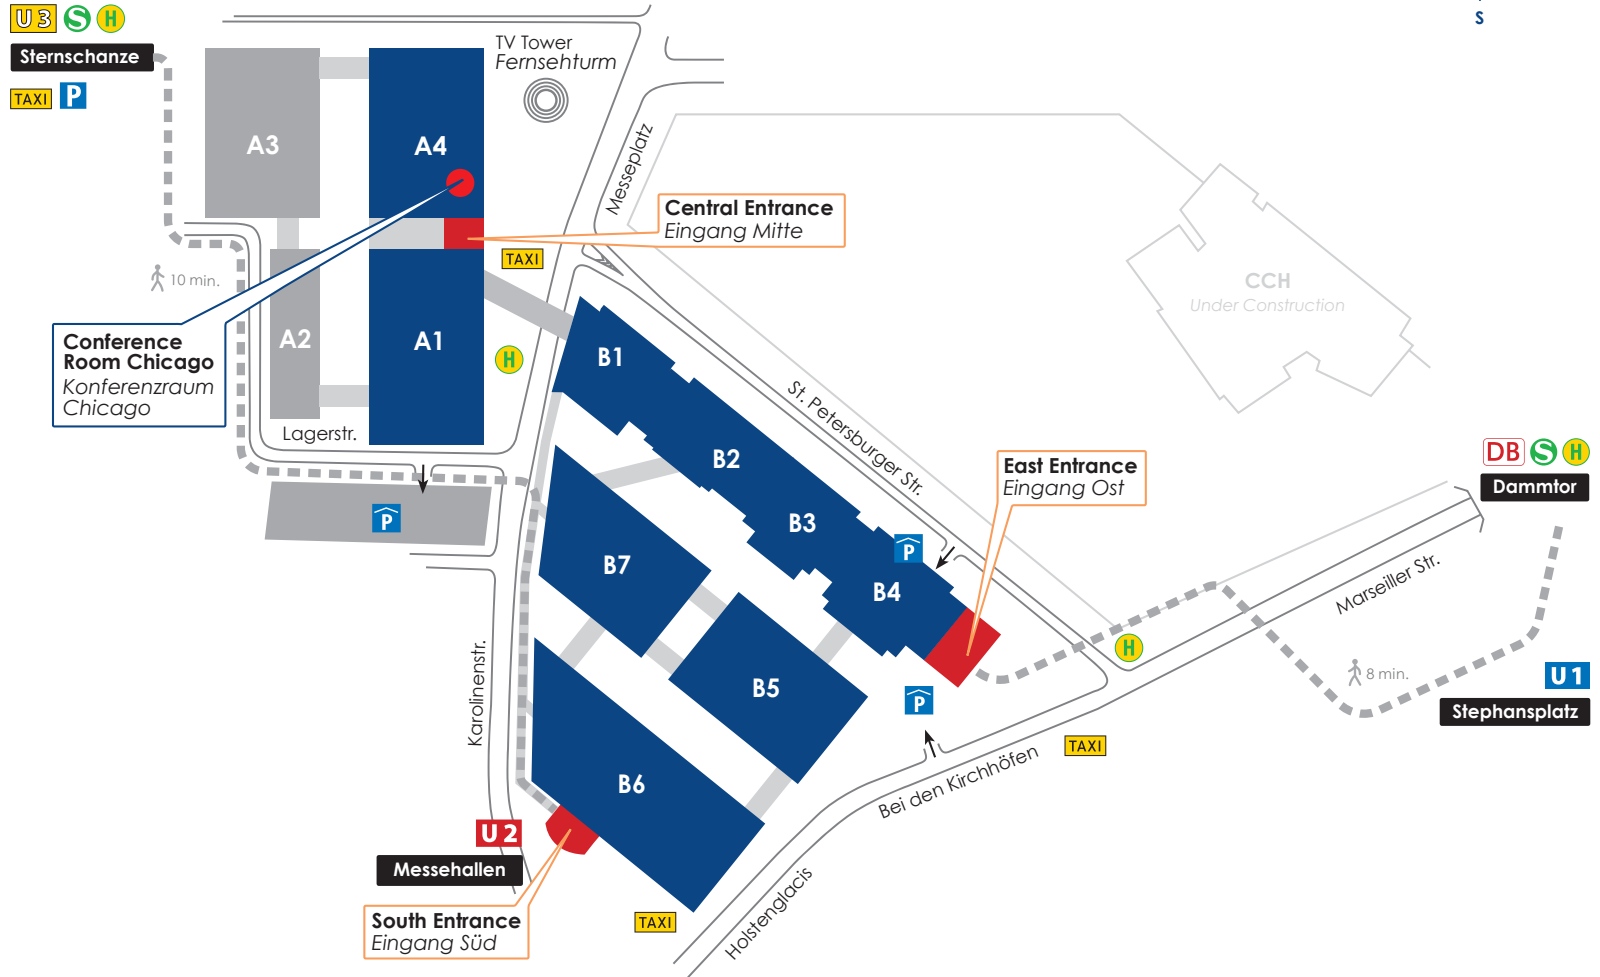 U 3 S H
Sternschanze
TAXI P
S
TV Tower
Fernsehturm
A3
A4
Messeplatz
Central Entrance
Eingang Mitte
TAXI
10 min.
CCH
Under Construction
Conference
Room Chicago
Konferenzraum
Chicago
A2
A1
H
B1
Lagerstr.
St. Petersburger Str.
B2
DB S H
Dammtor
East Entrance
Eingang Ost
P
B3
P
B7
B4
Marseiller Str.
H
Karolinenstr.
8 min.
U 1
Stephansplatz
B5
P
TAXI
Bei den Kirchhöfen
B6
U 2
Messehallen
South Entrance
Eingang Süd
TAXI
Holstenglacis